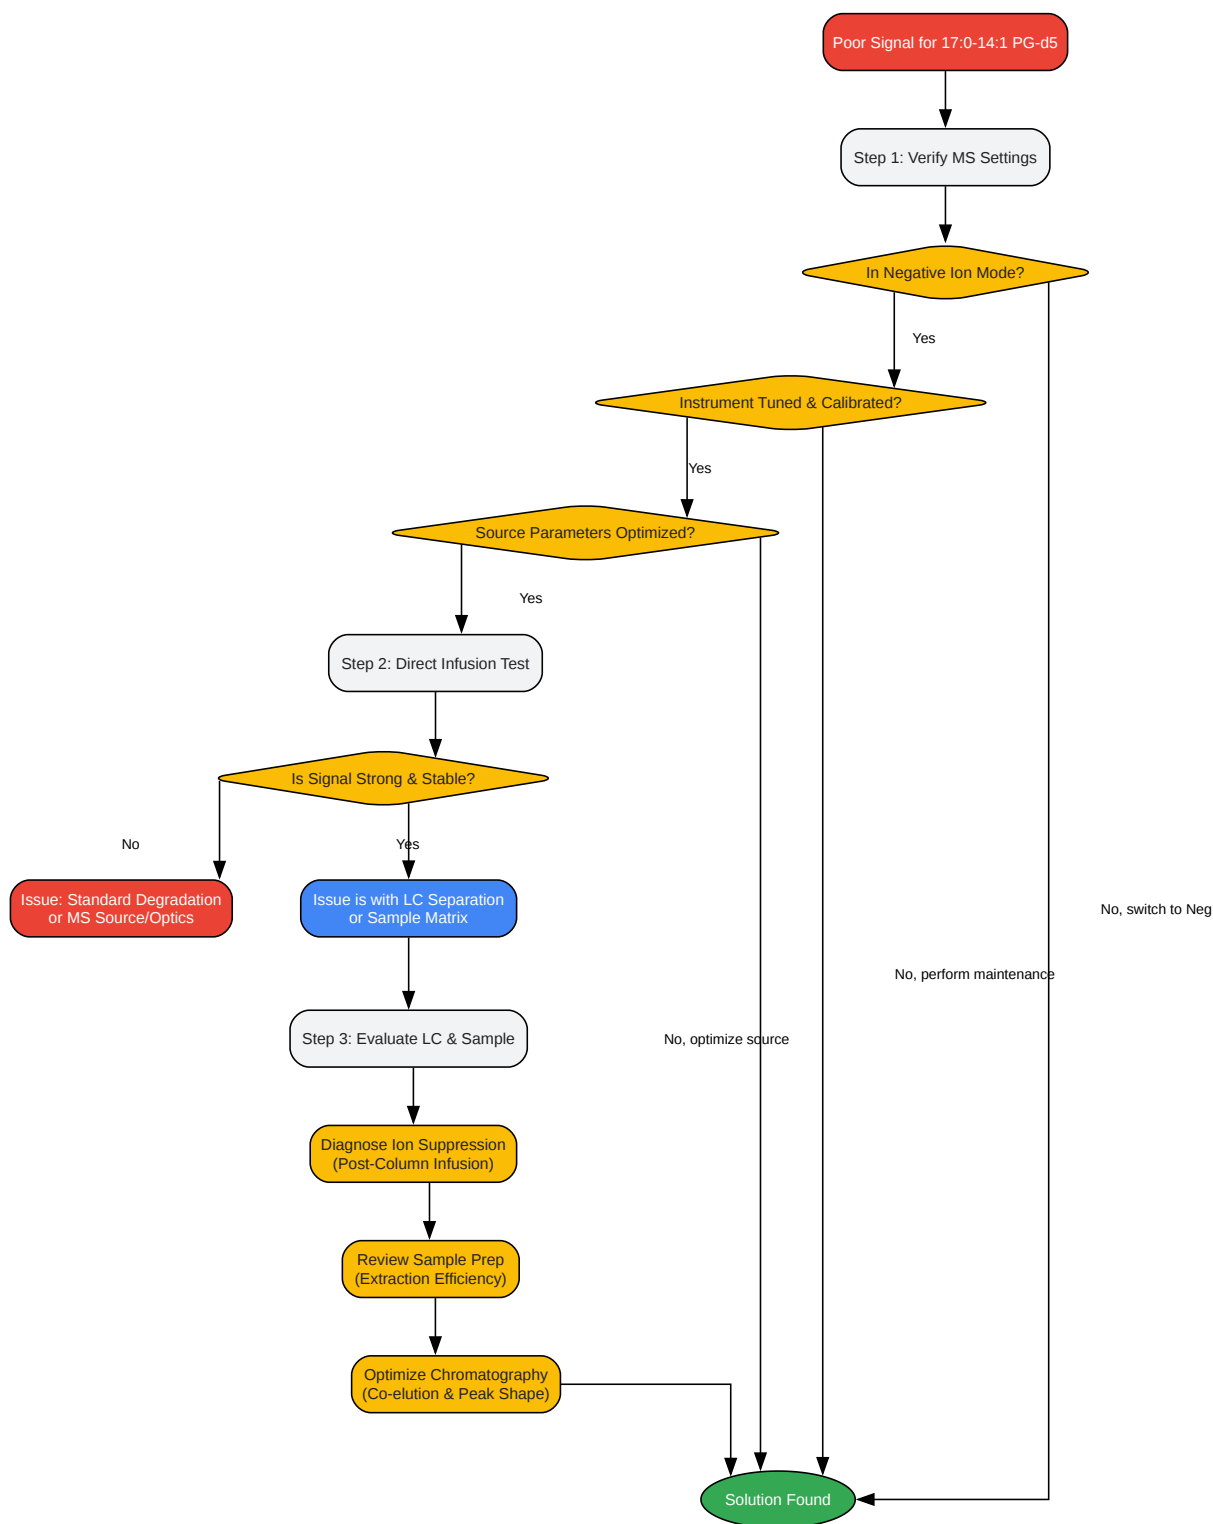 Poor Signal for 17:0-14:1 PG-d5
Step 1: Verify MS Settings
In Negative Ion Mode?
Yes
Instrument Tuned & Calibrated?
Yes
Source Parameters Optimized?
Yes
Step 2: Direct Infusion Test
Is Signal Strong & Stable?
No
Yes
Issue: Standard Degradation
or MS Source/Optics
Issue is with LC Separation
or Sample Matrix
No, switch to Neg
No, perform maintenance
Step 3: Evaluate LC & Sample
No, optimize source
Diagnose Ion Suppression
(Post-Column Infusion)
Review Sample Prep
(Extraction Efficiency)
Optimize Chromatography
(Co-elution & Peak Shape)
Solution Found